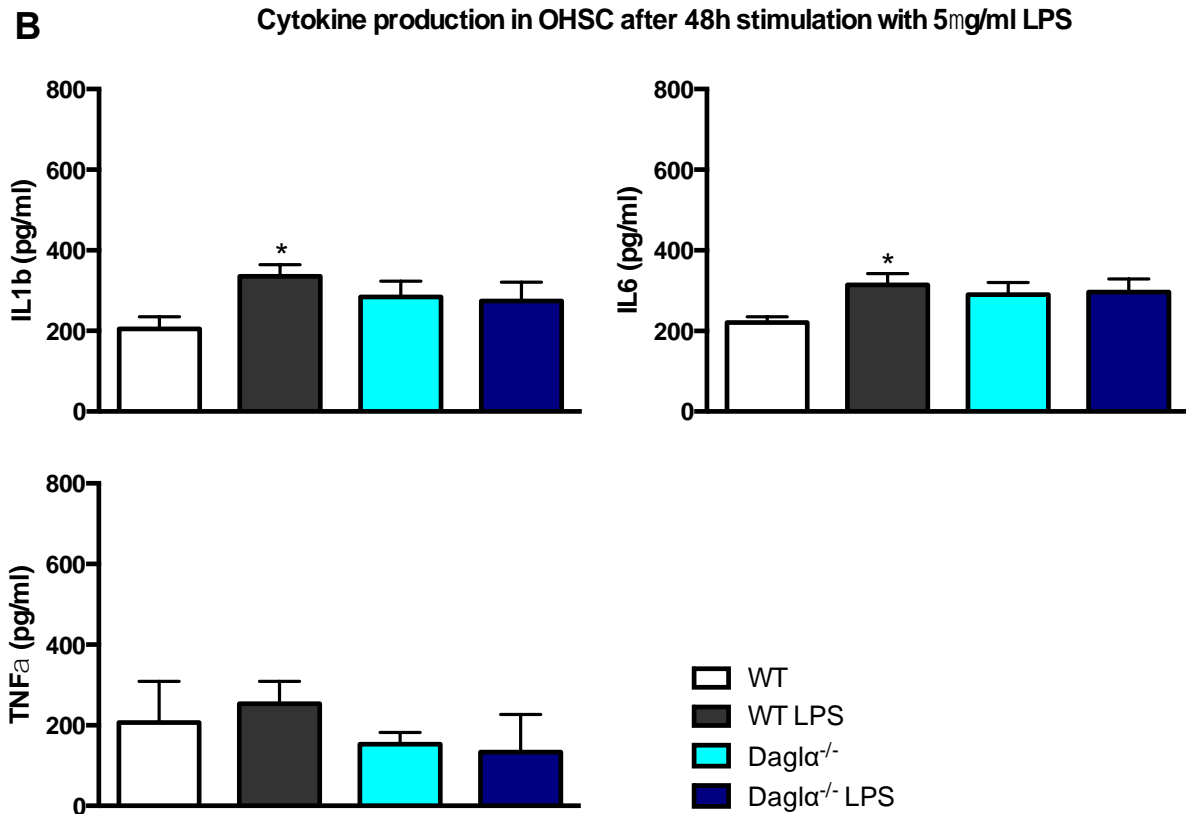 B
Cytokine production in OHSC after 48h stimulation with 5mg/ml LPS
800
600
400
200
0
IL1b (pg/ml)
*
800
600
400
200
0
IL6 (pg/ml)
*
800
600
400
200
0
TNFa (pg/ml)
WT
WT LPS
Daglα-/-
Daglα-/- LPS